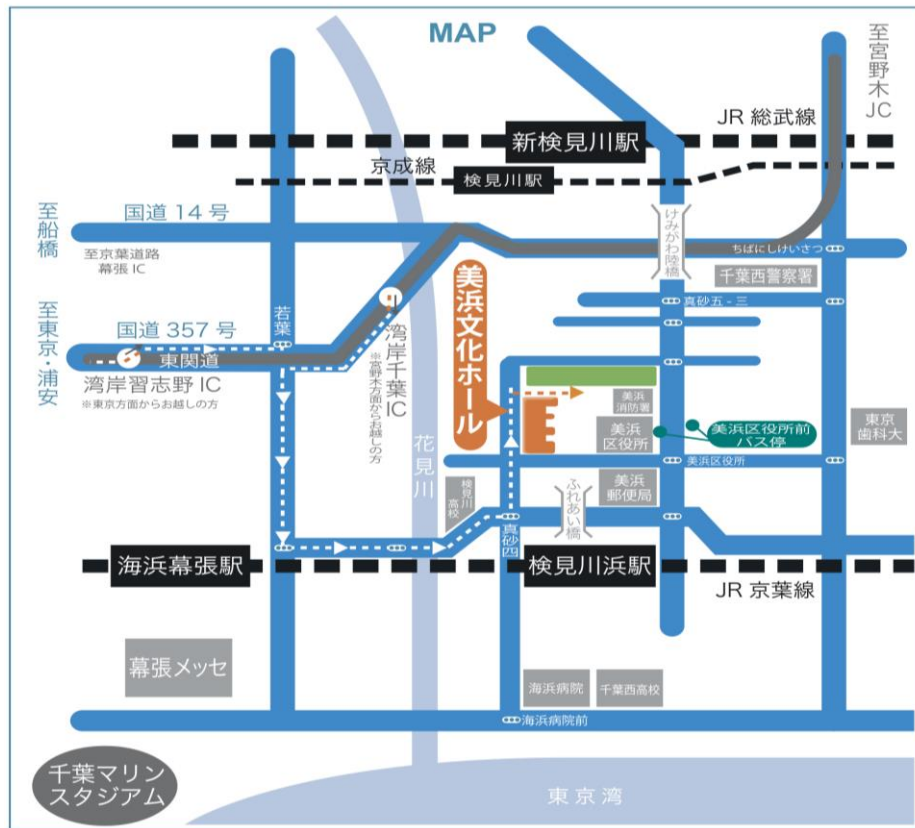 MAP
至宮野木JC
JR 総武線
新検見川駅
京成線
検見川駅
至船橋
国道 14 号
至京葉道路
幕張 IC
けみがわ陸橋
ちばにしけいさつ
千葉西警察署
至東京・浦安
国道 357 号
若葉
東関道
湾岸習志野 IC
※東京方面からお越しの方
湾岸千葉 IC
※宮野木方面からお越しの方
美浜文化ホール
真砂五 - 三
花見川
美浜
消防署
美浜
区役所
美浜区役所前
バス停
東京
歯科大
美浜区役所
検見川
高校
美浜
郵便局
ふれあい橋
真砂四
海浜幕張駅
検見川浜駅
JR 京葉線
幕張メッセ
海浜病院
千葉西高校
海浜病院前
千葉マリン
スタジアム
東京湾